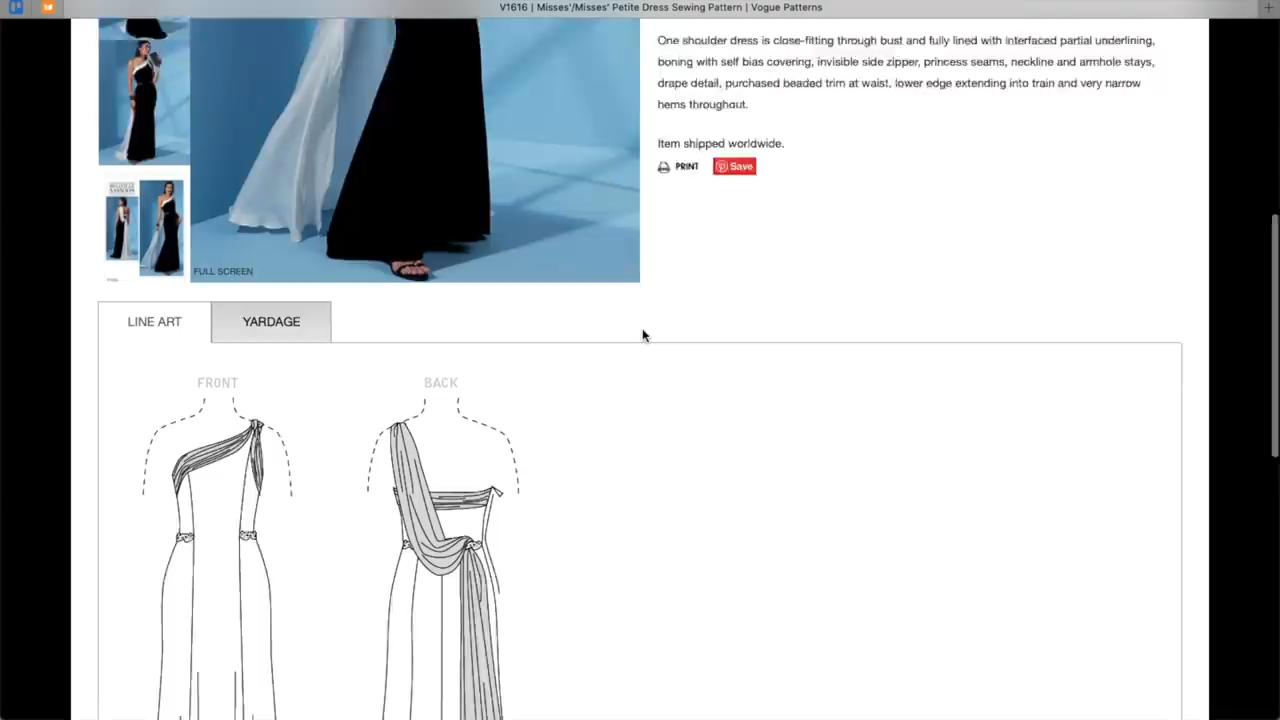 V1616 | Misses'/Misses' Petite Dress Sewing Pattern | Vogue Patterns
One shoulder dress is close-fitting through bust and fully lined with interfaced partial underlining,
boning with self bias covering, invisible side zipper, princess seams, neckline and armhole stays,
drape detail, purchased beaded trim at waist, lower edge extending into train and very narrow
hems throughout.
Item shipped worldwide.
PRINT
Save
FULL SCREEN
LINE ART
YARDAGE
FRONT
BACK